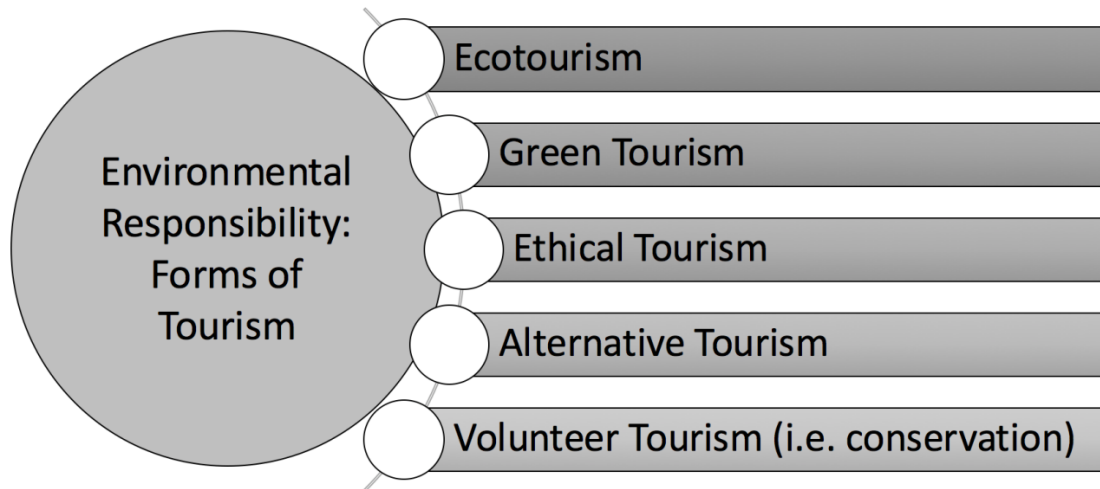 Environmental
Responsibility:
Forms of
Tourism
Ecotourism
Green Tourism
Ethical Tourism
Alternative Tourism
Volunteer Tourism (i.e. conservation)